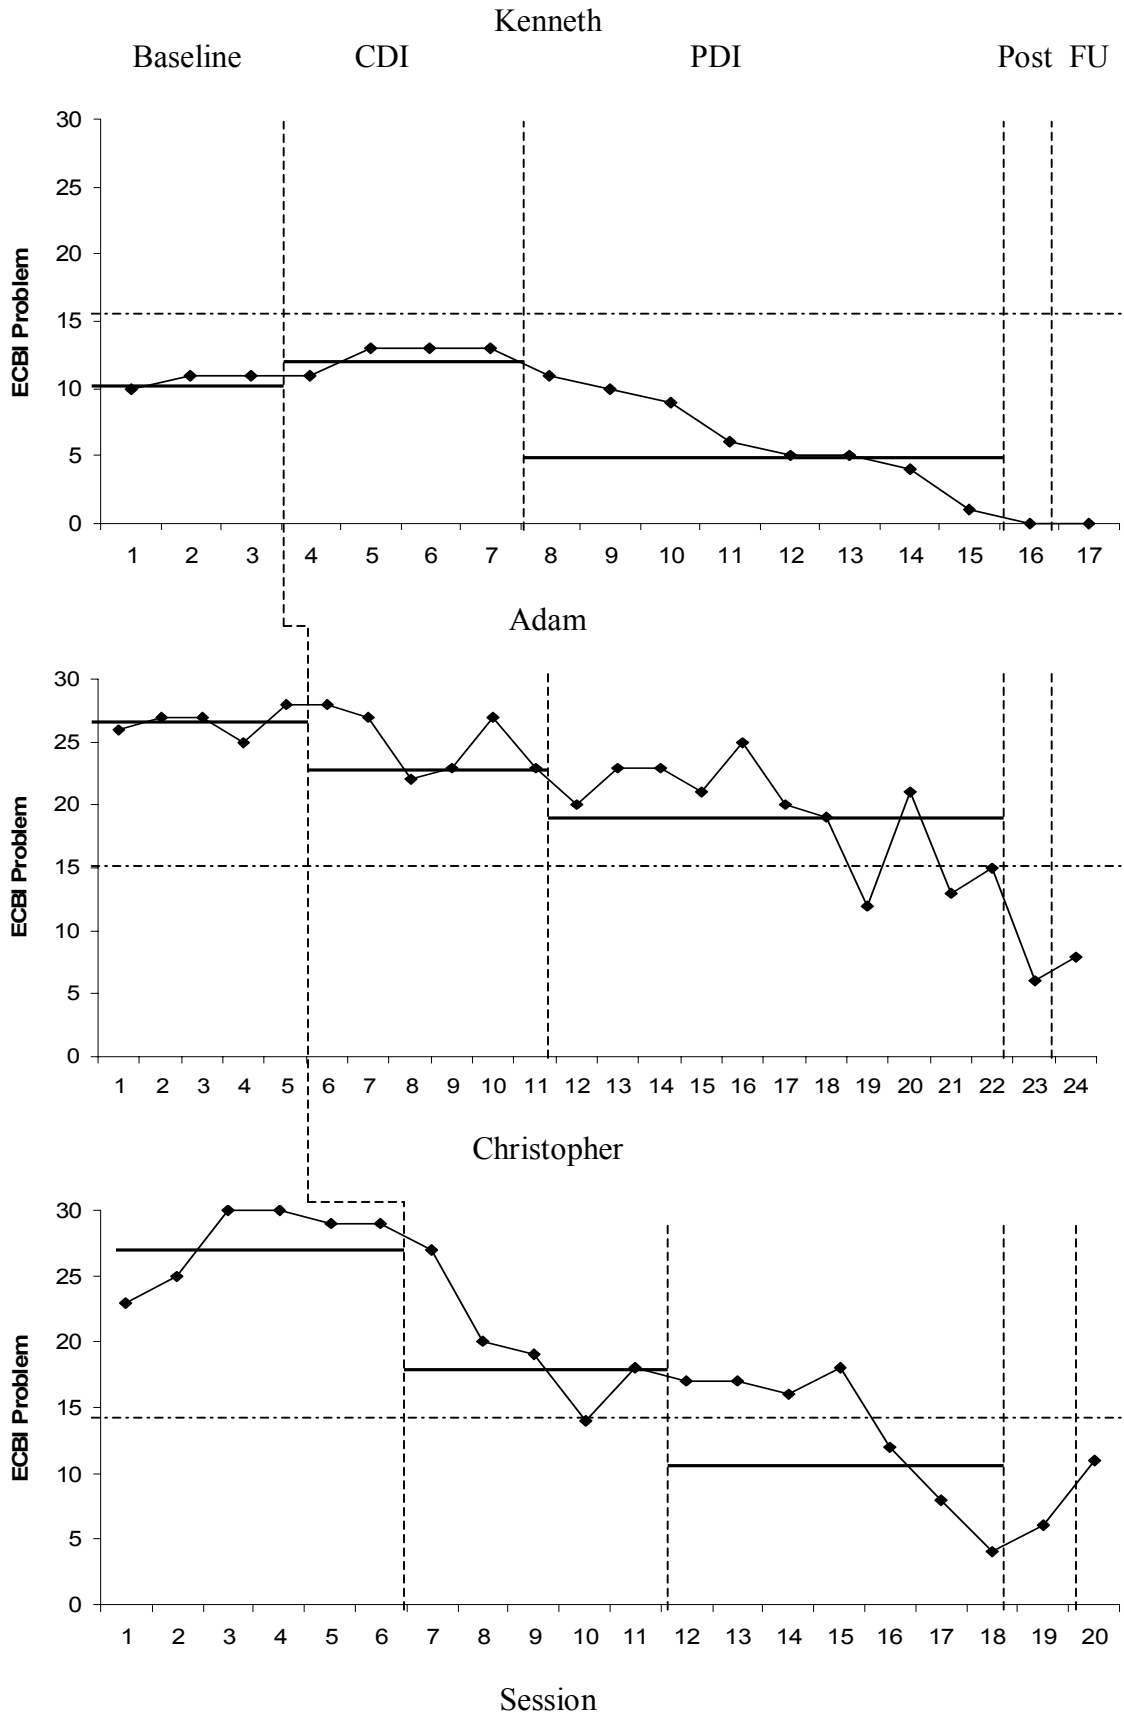 Kenneth
Baseline CDI PDI Post FU
30
25
20
15
10
5
0
ECBI Problem
1 2 3 4 5 6 7 8 9 10 11 12 13 14 15 16 17
Adam
30
25
20
15
10
5
0
ECBI Problem
1 2 3 4 5 6 7 8 9 10 11 12 13 14 15 16 17 18 19 20 21 22 23 24
Christopher
30
25
20
15
10
5
0
ECBI Problem
1 2 3 4 5 6 7 8 9 10 11 12 13 14 15 16 17 18 19 20
Session